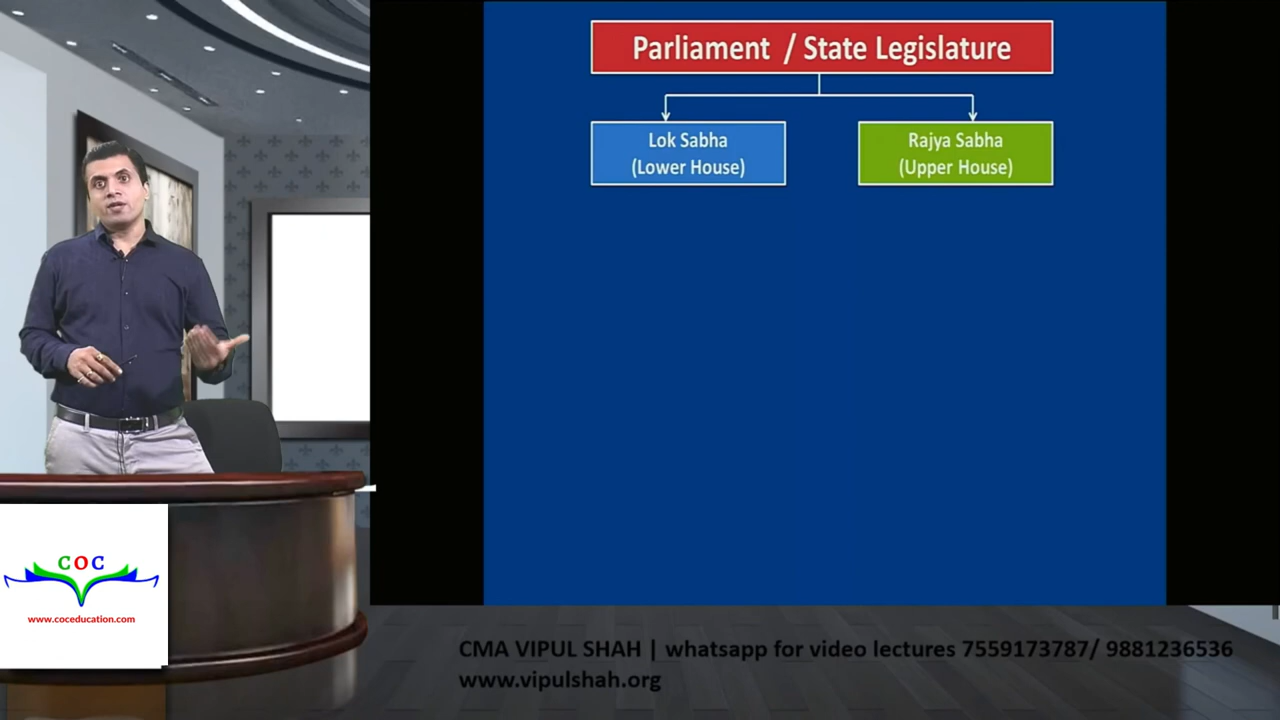 Parliament / State Legislature
Lok Sabha
(Lower House)
Rajya Sabha
(Upper House)
COC
www.coceducation.com
CMA VIPUL SHAH | whatsapp for video lectures 7559173787/ 9881236536
www.vipulshah.org